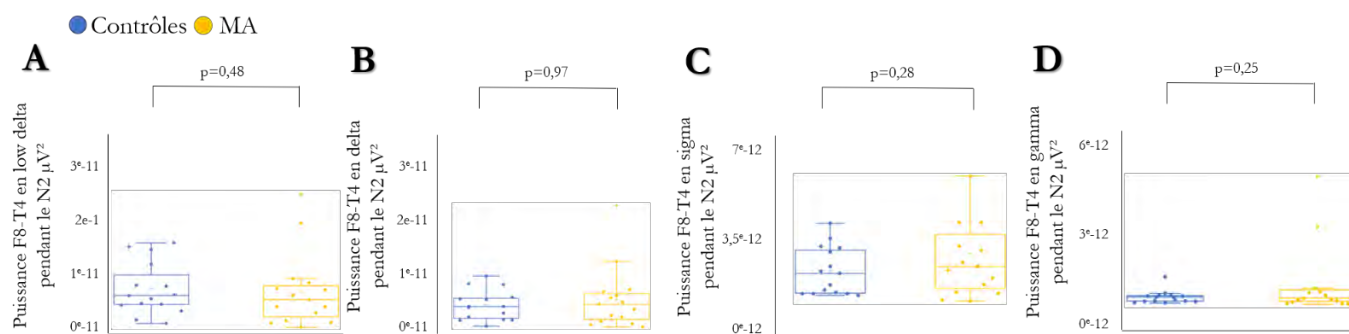 Contrôles MA
A
p=0,48
Puissance F8-T4 en low delta
pendant le N2 µV²
3e-11
2e-1
1e-11
0e-11
B
p=0,97
Puissance F8-T4 en delta
pendant le N2 µV²
3e-11
2e-11
1e-11
0e-11
C
p=0,28
Puissance F8-T4 en sigma
pendant le N2 µV²
7e-12
3,5e-12
0e-12
D
p=0,25
Puissance F8-T4 en gamma
pendant le N2 µV²
6e-12
3e-12
0e-12